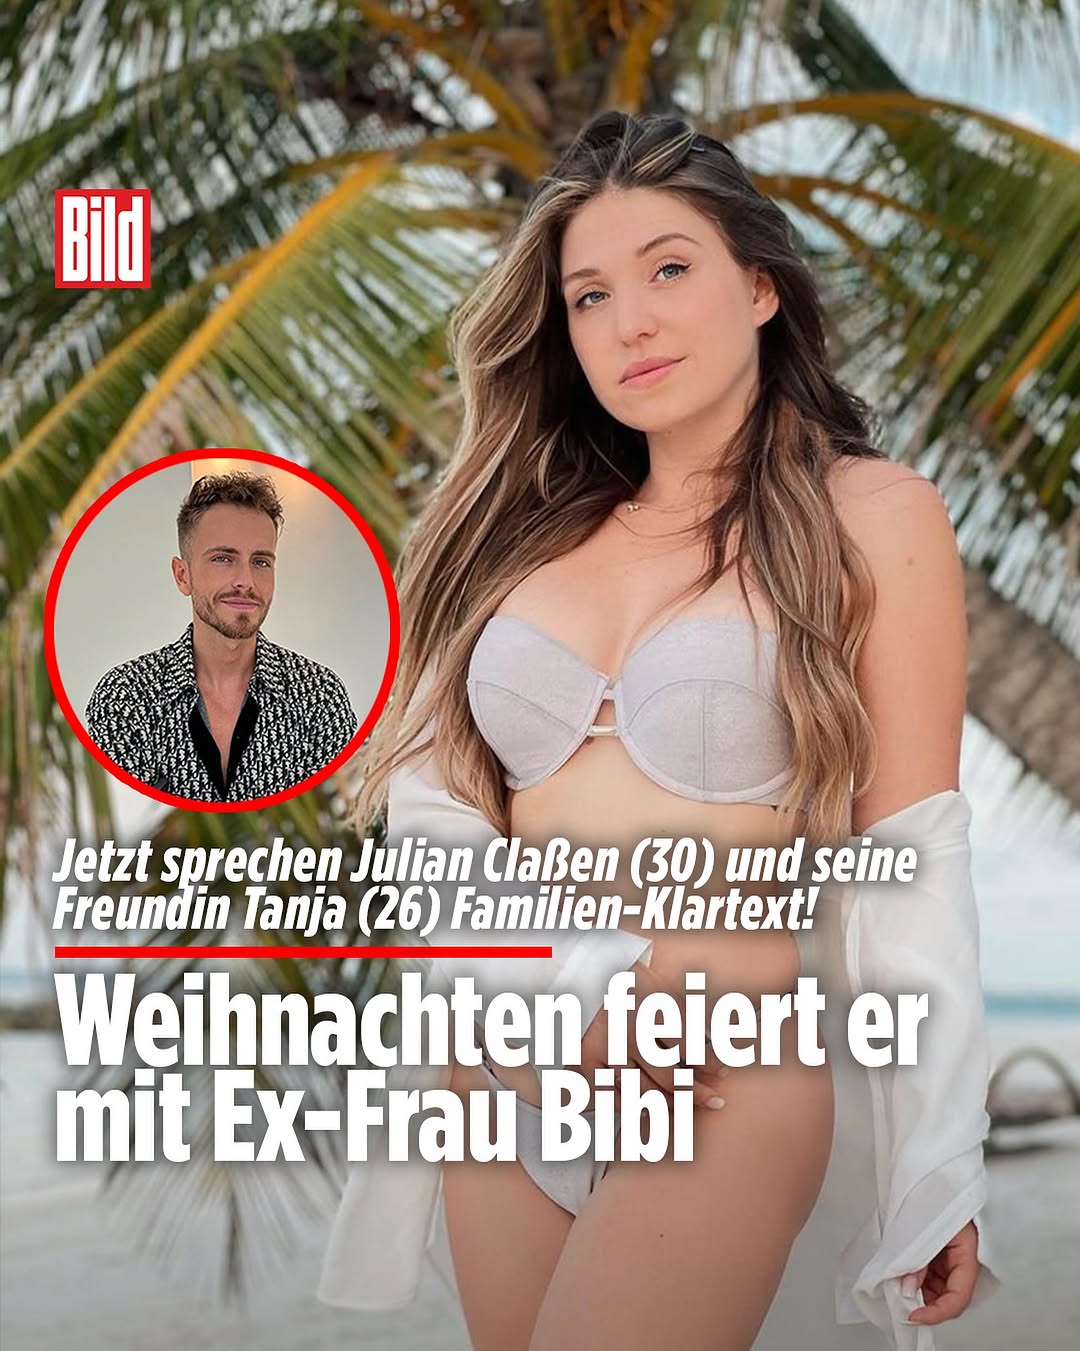 Bild
Jetzt sprechen Julian Claßen (30) und seine
Freundin Tanja (26) Familien-Klartext!
Weihnachten feiert er
mit Ex-Frau Bibi